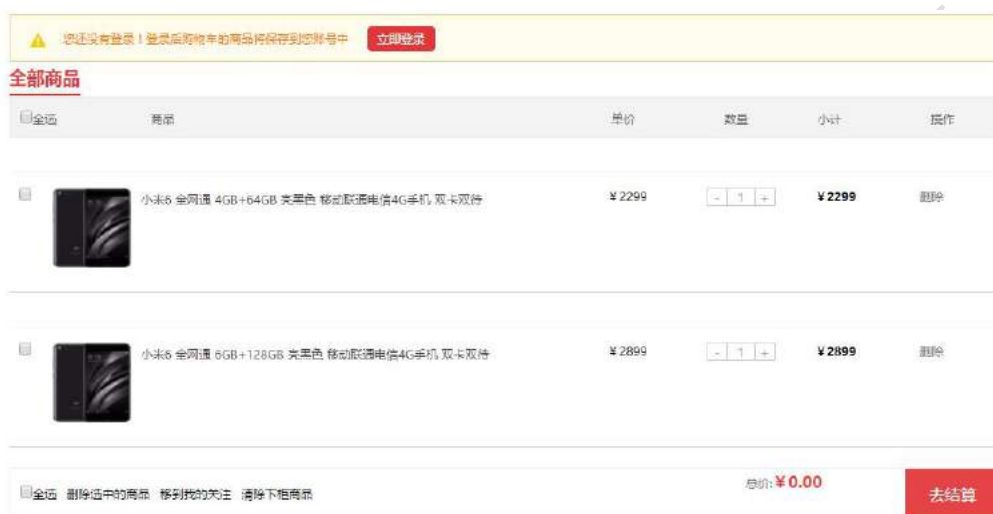 您还没有登录！登录后购物车的商品将保存到您账号中 立即登录
全部商品
全选 商品 单价 数量 小计 操作
小米6 全网通 4GB+64GB 亮黑色 移动联通电信4G手机 双卡双待 ¥2299 - 1 + ¥2299 删除
小米6 全网通 6GB+128GB 亮黑色 移动联通电信4G手机 双卡双待 ¥2899 - 1 + ¥2899 删除
全选 删除选中的商品 移到我的关注 清除下柜商品 总价:¥0.00 去结算